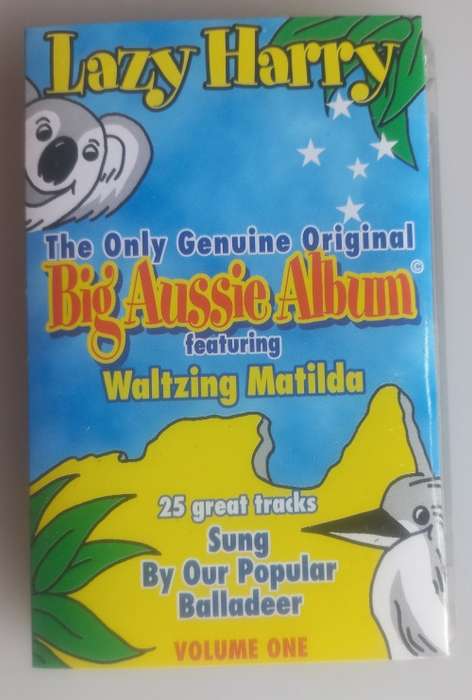 Lazy Harry
The Only Genuine Original
Big Aussie Album©
featuring
Waltzing Matilda
25 great tracks
Sung
By Our Popular
Balladeer
VOLUME ONE